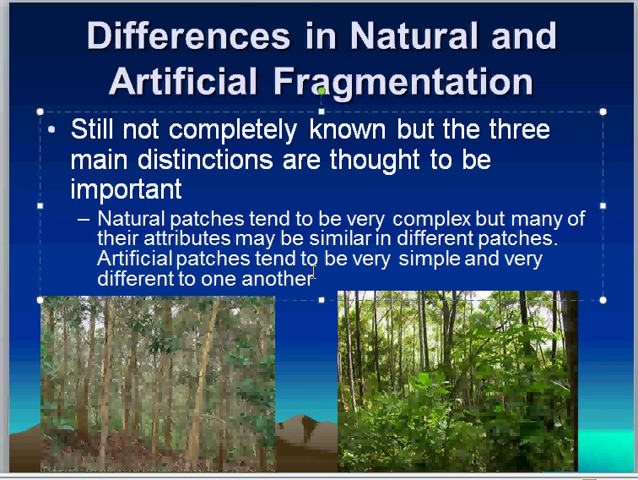 Differences in Natural and
Artificial Fragmentation
• Still not completely known but the three
main distinctions are thought to be
important
– Natural patches tend to be very complex but many of
their attributes may be similar in different patches.
Artificial patches tend to be very simple and very
different to one another